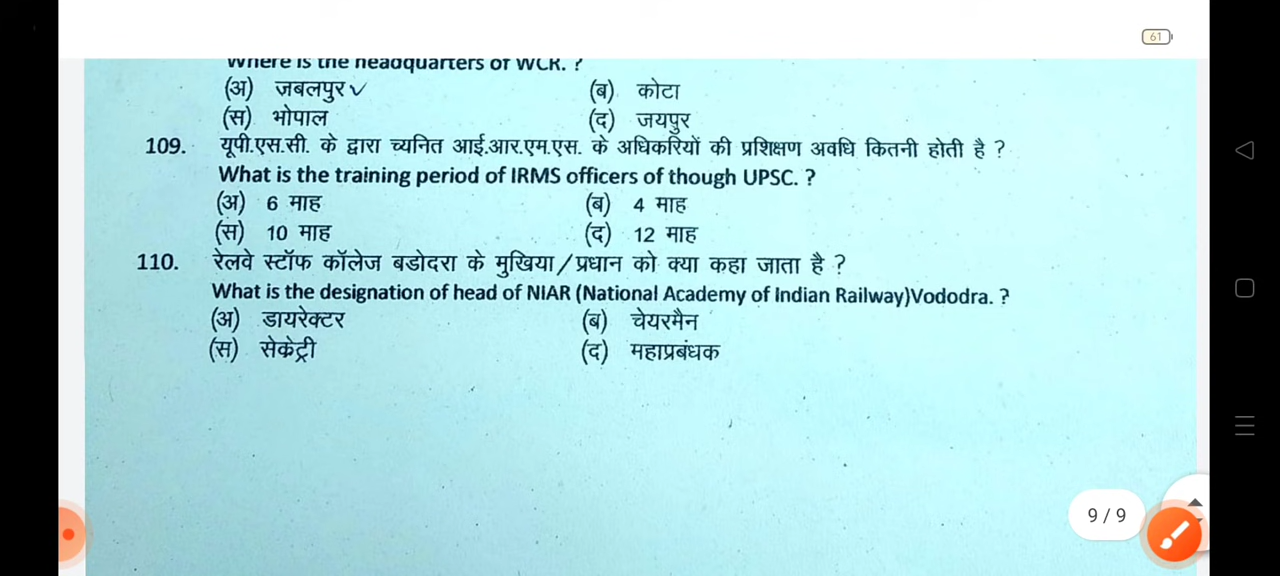 61
Where is the headquarters of WCR. ?
(अ) ज़बलपुर (ब) कोटा
(स) भोपाल (द) जयपुर
109. यूपी.एस.सी. के द्वारा च्यनित आई.आर.एम.एस. के अधिकरियों की प्रशिक्षण अवधि कितनी होती है ?
What is the training period of IRMS officers of though UPSC. ?
(अ) 6 माह (ब) 4 माह
(स) 10 माह (द) 12 माह
110. रेलवे स्टॉफ कॉलेज बडोदरा के मुखिया/प्रधान को क्या कहा जाता है ?
What is the designation of head of NIAR (National Academy of Indian Railway)Vododra. ?
(अ) डायरेक्टर (ब) चेयरमैन
(स) सेक्रेट्री (द) महाप्रबंधक
9 / 9